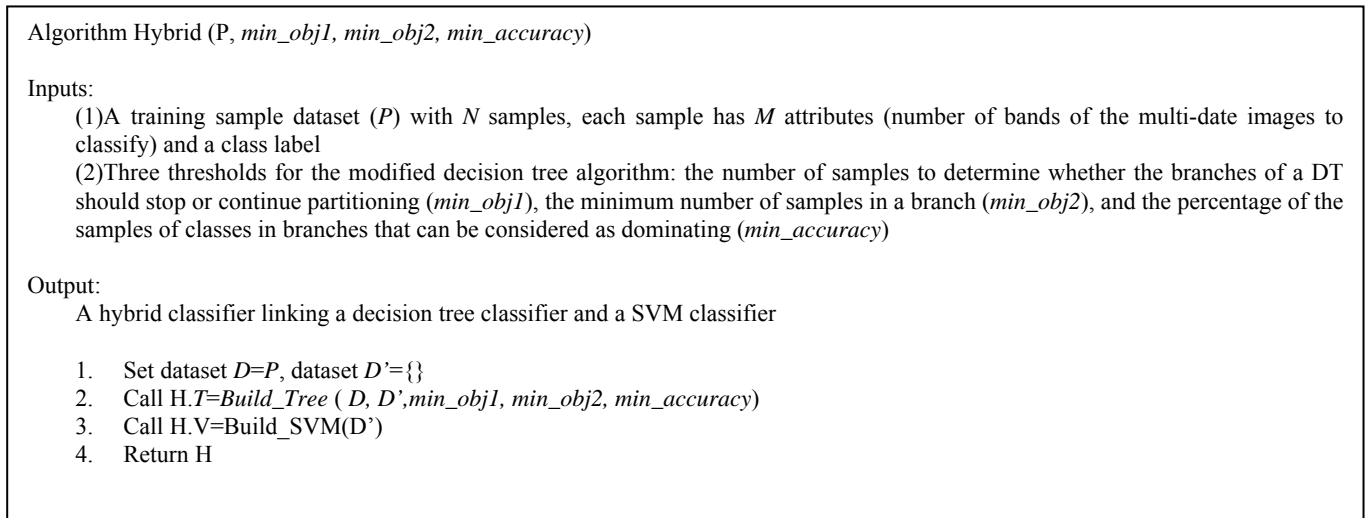 Algorithm Hybrid (P, min_obj1, min_obj2, min_accuracy)
Inputs:
(1)A training sample dataset (P) with N samples, each sample has M attributes (number of bands of the multi-date images to
classify) and a class label
(2)Three thresholds for the modified decision tree algorithm: the number of samples to determine whether the branches of a DT
should stop or continue partitioning (min_obj1), the minimum number of samples in a branch (min_obj2), and the percentage of the
samples of classes in branches that can be considered as dominating (min_accuracy)
Output:
A hybrid classifier linking a decision tree classifier and a SVM classifier
1. Set dataset D=P, dataset D’={}
2. Call H.T=Build_Tree ( D, D’,min_obj1, min_obj2, min_accuracy)
3. Call H.V=Build_SVM(D’)
4. Return H